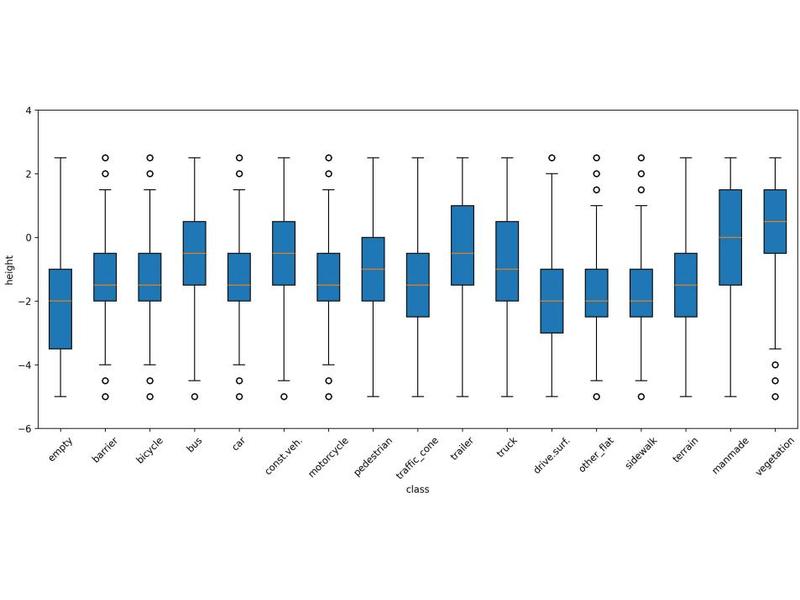 4
2
0
−2
−4
−6
height
empty
barrier
bicycle
bus
car
const.veh.
motorcycle
pedestrian
traffic_cone
trailer
truck
drive.surf.
other_flat
sidewalk
terrain
manmade
vegetation
class